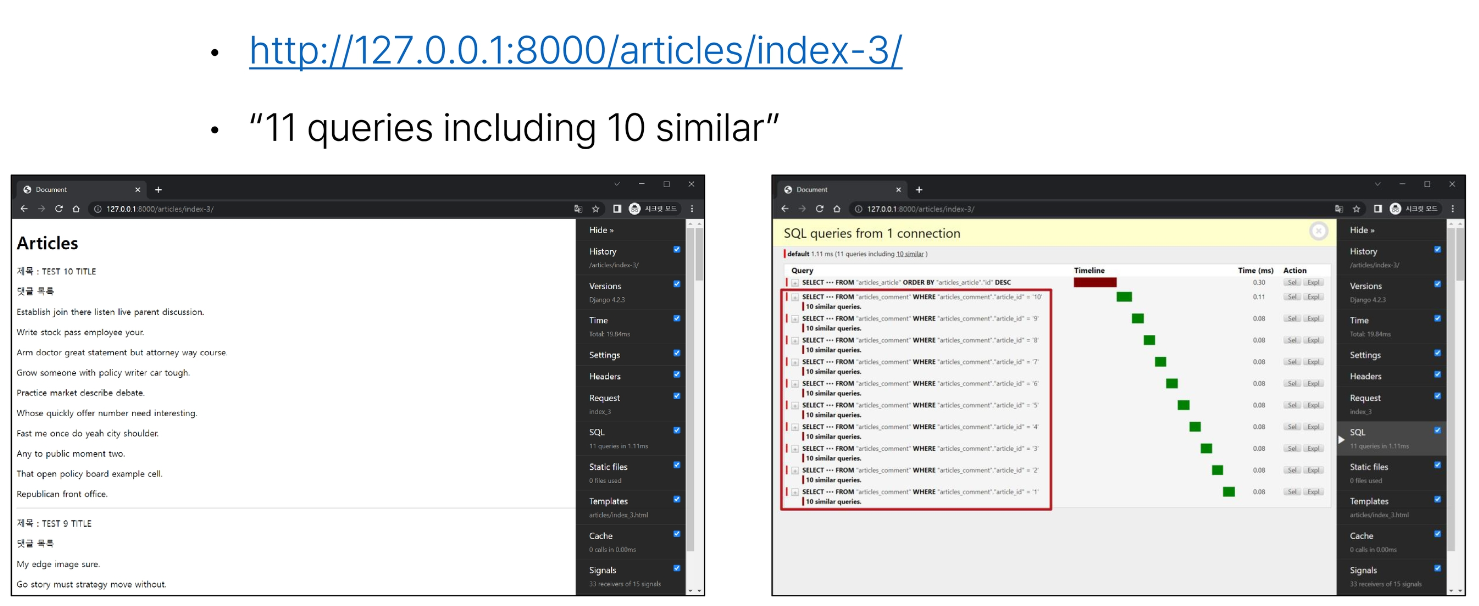 • http://127.0.0.1:8000/articles/index-3/
• “11 queries including 10 similar”
Document
127.0.0.1:8000/articles/index-3/
시크릿 모드
Articles
제목 : TEST 10 TITLE
댓글 목록
Establish join there listen live parent discussion.
Write stock pass employee your.
Arm doctor great statement but attorney way course.
Grow someone with policy writer car tough.
Practice market describe debate.
Whose quickly offer number need interesting.
Fast me once do yeah city shoulder.
Any to public moment two.
That open policy board example cell.
Republican front office.
제목 : TEST 9 TITLE
댓글 목록
My edge image sure.
Go story must strategy move without.
Hide »
History
/articles/index-3/
Versions
Django 4.2.3
Time
Total: 19.84ms
Settings
Headers
Request
index_3
SQL
11 queries in 1.11ms
Static files
0 files used
Templates
articles/index_3.html
Cache
0 calls in 0.00ms
Signals
33 receivers of 15 signals
Document
127.0.0.1:8000/articles/index-3/
시크릿 모드
SQL queries from 1 connection
default 1.11 ms (11 queries including 10 similar )
Query Timeline Time (ms) Action
+ SELECT ••• FROM "articles_article" ORDER BY "articles_article"."id" DESC 0.30 Sel Expl
+ SELECT ••• FROM "articles_comment" WHERE "articles_comment"."article_id" = '10' 0.11 Sel Expl
10 similar queries.
+ SELECT ••• FROM "articles_comment" WHERE "articles_comment"."article_id" = '9' 0.08 Sel Expl
10 similar queries.
+ SELECT ••• FROM "articles_comment" WHERE "articles_comment"."article_id" = '8' 0.08 Sel Expl
10 similar queries.
+ SELECT ••• FROM "articles_comment" WHERE "articles_comment"."article_id" = '7' 0.08 Sel Expl
10 similar queries.
+ SELECT ••• FROM "articles_comment" WHERE "articles_comment"."article_id" = '6' 0.08 Sel Expl
10 similar queries.
+ SELECT ••• FROM "articles_comment" WHERE "articles_comment"."article_id" = '5' 0.08 Sel Expl
10 similar queries.
+ SELECT ••• FROM "articles_comment" WHERE "articles_comment"."article_id" = '4' 0.08 Sel Expl
10 similar queries.
+ SELECT ••• FROM "articles_comment" WHERE "articles_comment"."article_id" = '3' 0.08 Sel Expl
10 similar queries.
+ SELECT ••• FROM "articles_comment" WHERE "articles_comment"."article_id" = '2' 0.08 Sel Expl
10 similar queries.
+ SELECT ••• FROM "articles_comment" WHERE "articles_comment"."article_id" = '1' 0.08 Sel Expl
10 similar queries.
Hide »
History
/articles/index-3/
Versions
Django 4.2.3
Time
Total: 19.84ms
Settings
Headers
Request
index_3
SQL
11 queries in 1.11ms
Static files
0 files used
Templates
articles/index_3.html
Cache
0 calls in 0.00ms
Signals
33 receivers of 15 signals